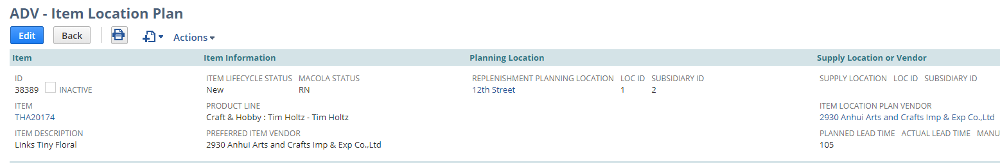 ADV - Item Location Plan
Edit Back Actions
Item Item Information Planning Location Supply Location or Vendor
ID ITEM LIFECYCLE STATUS MACOLA STATUS REPLENISHMENT PLANNING LOCATION LOC ID SUBSIDIARY ID SUPPLY LOCATION LOC ID SUBSIDIARY ID
38389 INACTIVE New RN 12th Street 1 2
ITEM PRODUCT LINE ITEM LOCATION PLAN VENDOR
THA20174 Craft & Hobby : Tim Holtz - Tim Holtz 2930 Anhui Arts and Crafts Imp & Exp Co.,Ltd
ITEM DESCRIPTION PREFERRED ITEM VENDOR PLANNED LEAD TIME ACTUAL LEAD TIME MANU
Links Tiny Floral 2930 Anhui Arts and Crafts Imp & Exp Co.,Ltd 105